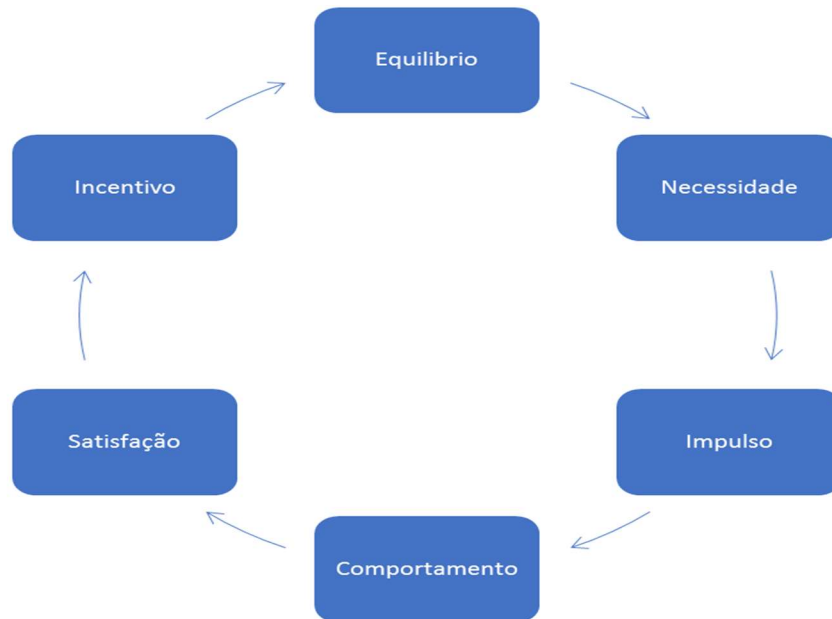 Equilibrio
Necessidade
Impulso
Comportamento
Satisfação
Incentivo